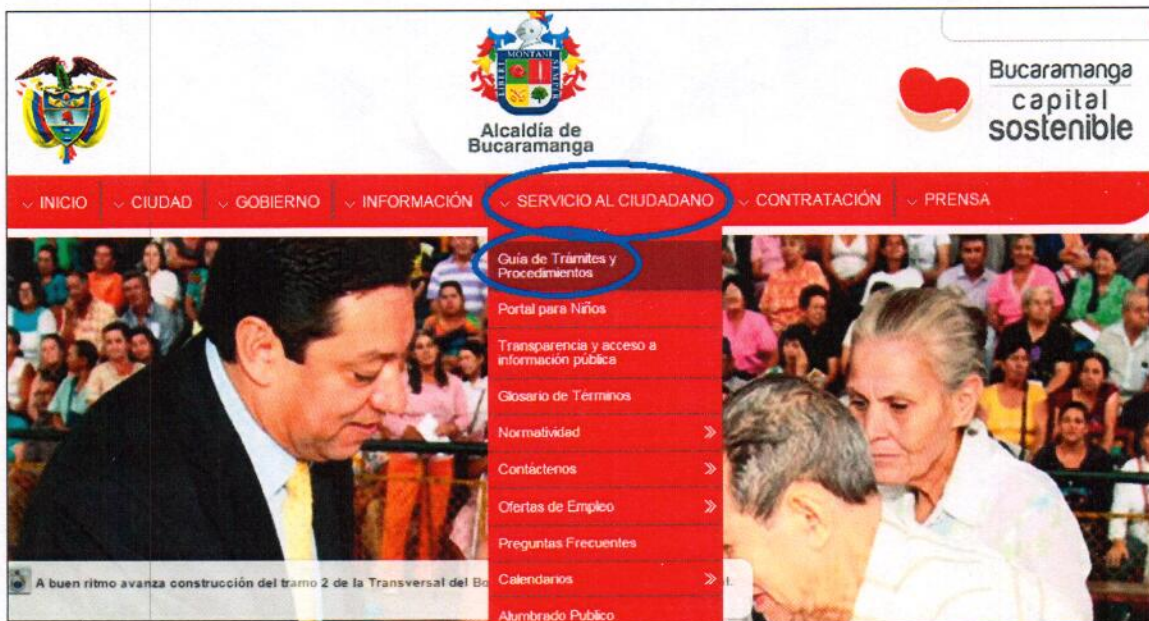 LIBERI MONTANI SEMPER
Alcaldía de
Bucaramanga
Bucaramanga
capital
sostenible
INICIO
CIUDAD
GOBIERNO
INFORMACIÓN
SERVICIO AL CIUDADANO
CONTRATACIÓN
PRENSA
Guía de Trámites y
Procedimientos
Portal para Niños
Transparencia y acceso a
información pública
Glosario de Términos
Normatividad
Contáctenos
Ofertas de Empleo
Preguntas Frecuentes
Calendarios
Alumbrado Publico
A buen ritmo avanza construcción del tramo 2 de la Transversal del Bo